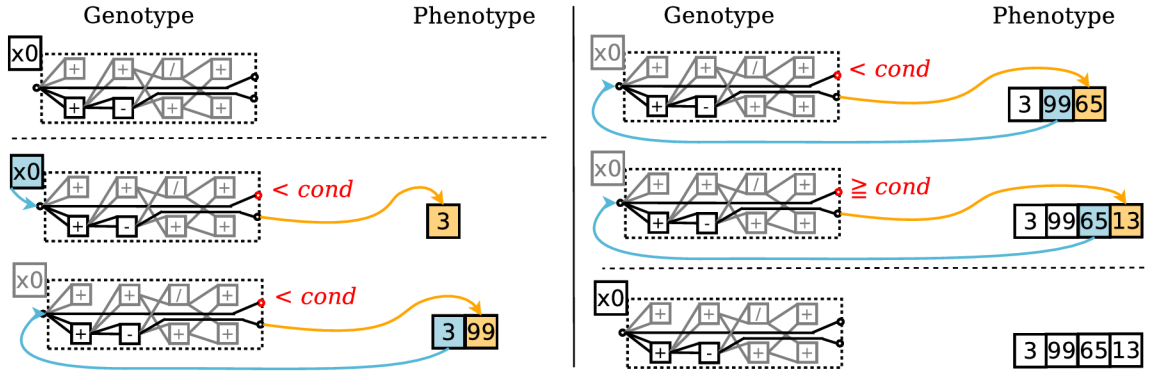 Genotype Phenotype
x0
+ + / +
+ - + +
x0
+ + / +
< cond
+ - + +
3
x0
+ + / +
< cond
+ - + +
3 99
Genotype Phenotype
x0
+ + / +
< cond
+ - + +
3 99 65
x0
+ + / +
≧ cond
+ - + +
3 99 65 13
x0
+ + / +
+ - + +
3 99 65 13